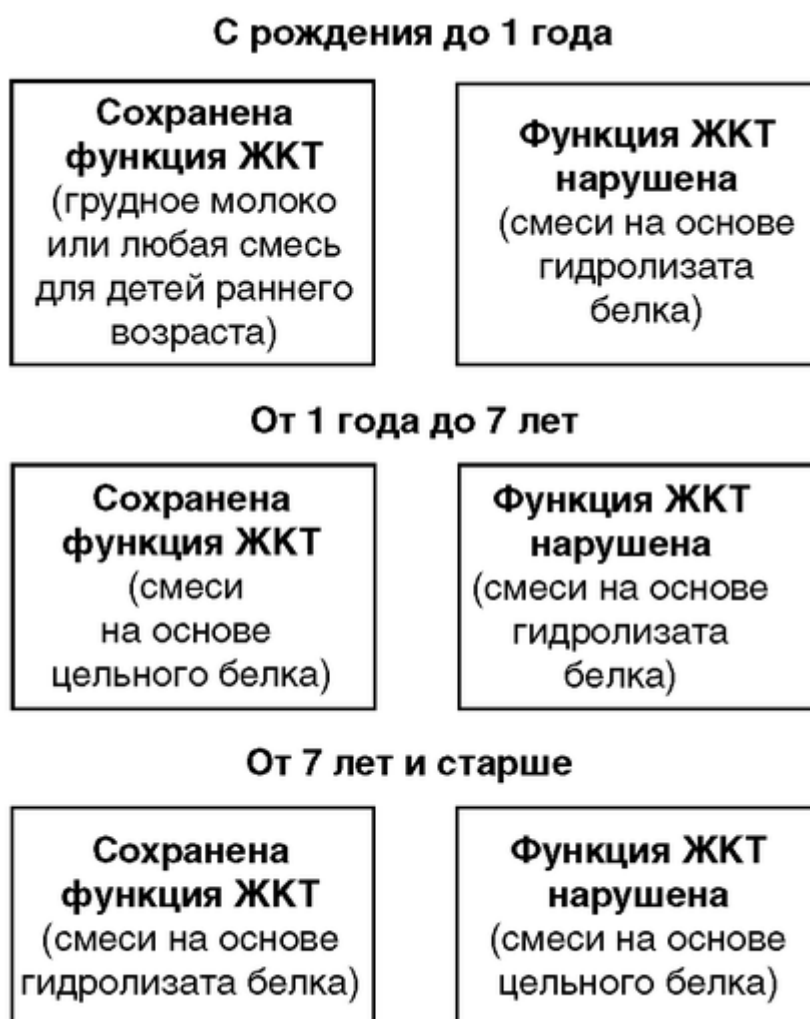 С рождения до 1 года
Сохранена
функция ЖКТ
(грудное молоко
или любая смесь
для детей раннего
возраста)
Функция ЖКТ
нарушена
(смеси на основе
гидролизата
белка)
От 1 года до 7 лет
Сохранена
функция ЖКТ
(смеси
на основе
цельного белка)
Функция ЖКТ
нарушена
(смеси на основе
гидролизата
белка)
От 7 лет и старше
Сохранена
функция ЖКТ
(смеси на основе
гидролизата белка)
Функция ЖКТ
нарушена
(смеси на основе
цельного белка)